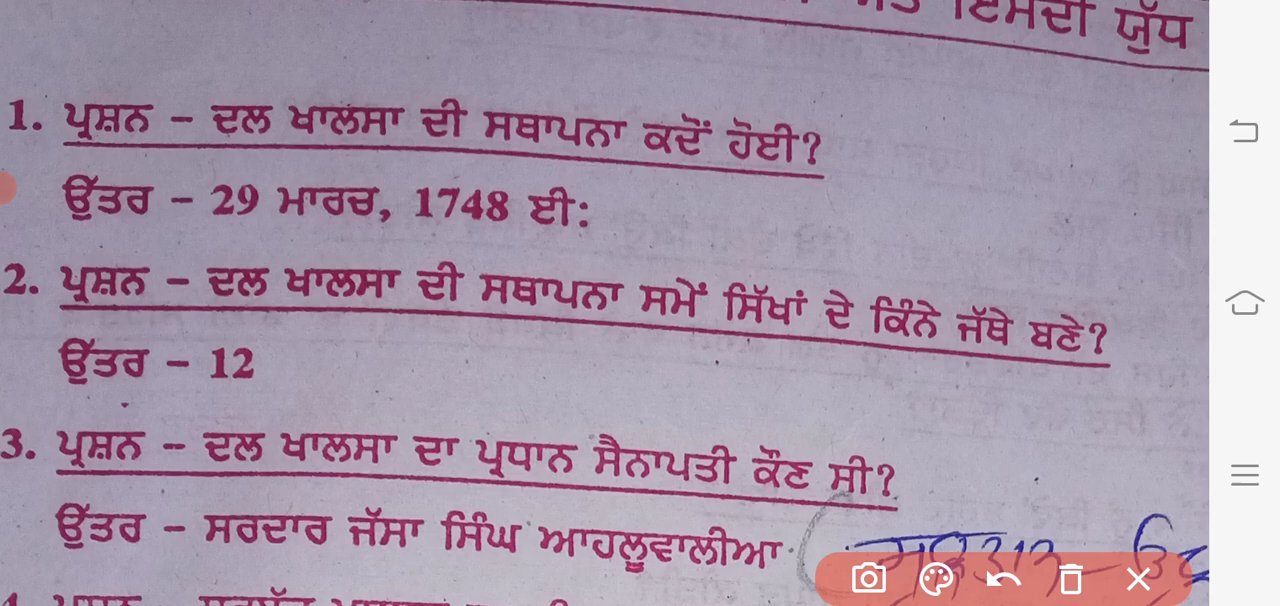 ਯੁੱਧ
1. ਪ੍ਰਸ਼ਨ – ਦਲ ਖਾਲਸਾ ਦੀ ਸਥਾਪਨਾ ਕਦੋਂ ਹੋਈ?
ਉੱਤਰ – 29 ਮਾਰਚ, 1748 ਈ:
2. ਪ੍ਰਸ਼ਨ – ਦਲ ਖਾਲਸਾ ਦੀ ਸਥਾਪਨਾ ਸਮੇਂ ਸਿੱਖਾਂ ਦੇ ਕਿੰਨੇ ਜੱਥੇ ਬਣੇ?
ਉੱਤਰ – 12
3. ਪ੍ਰਸ਼ਨ – ਦਲ ਖਾਲਸਾ ਦਾ ਪ੍ਰਧਾਨ ਸੈਨਾਪਤੀ ਕੌਣ ਸੀ?
ਉੱਤਰ – ਸਰਦਾਰ ਜੱਸਾ ਸਿੰਘ ਆਹਲੂਵਾਲੀਆ